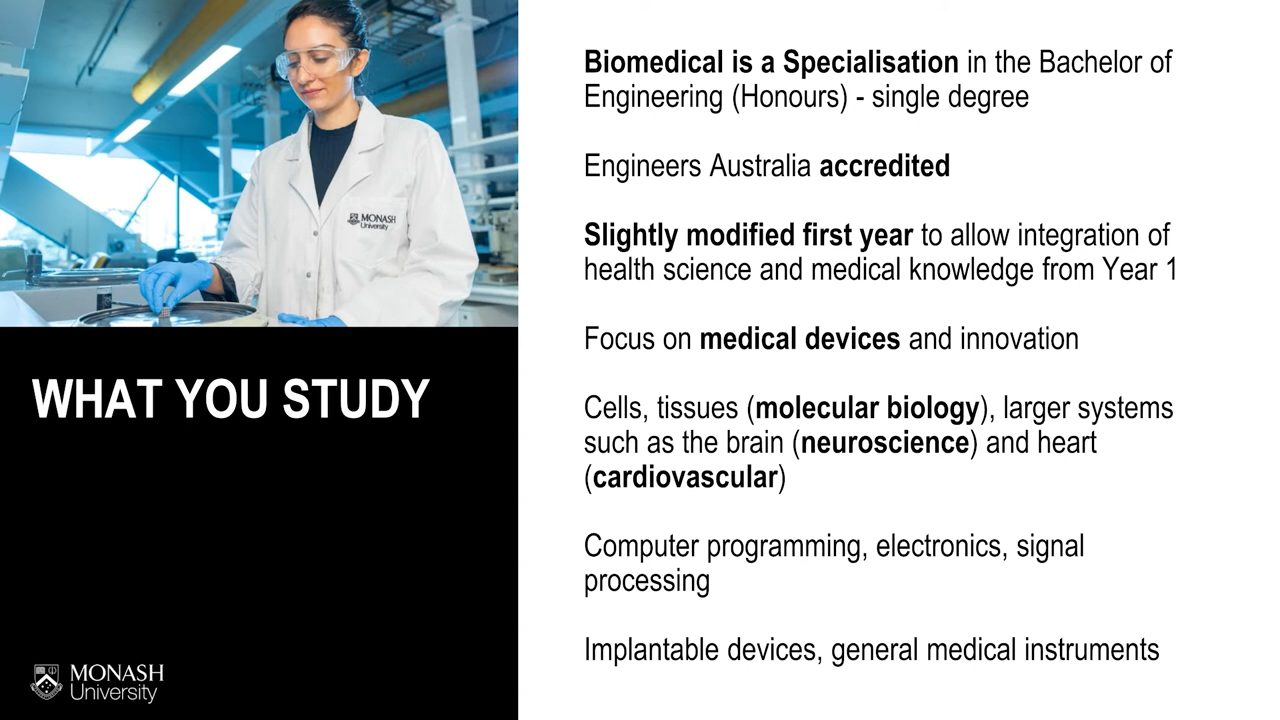 MONASH
University
WHAT YOU STUDY
MONASH
University
Biomedical is a Specialisation in the Bachelor of
Engineering (Honours) - single degree
Engineers Australia accredited
Slightly modified first year to allow integration of
health science and medical knowledge from Year 1
Focus on medical devices and innovation
Cells, tissues (molecular biology), larger systems
such as the brain (neuroscience) and heart
(cardiovascular)
Computer programming, electronics, signal
processing
Implantable devices, general medical instruments